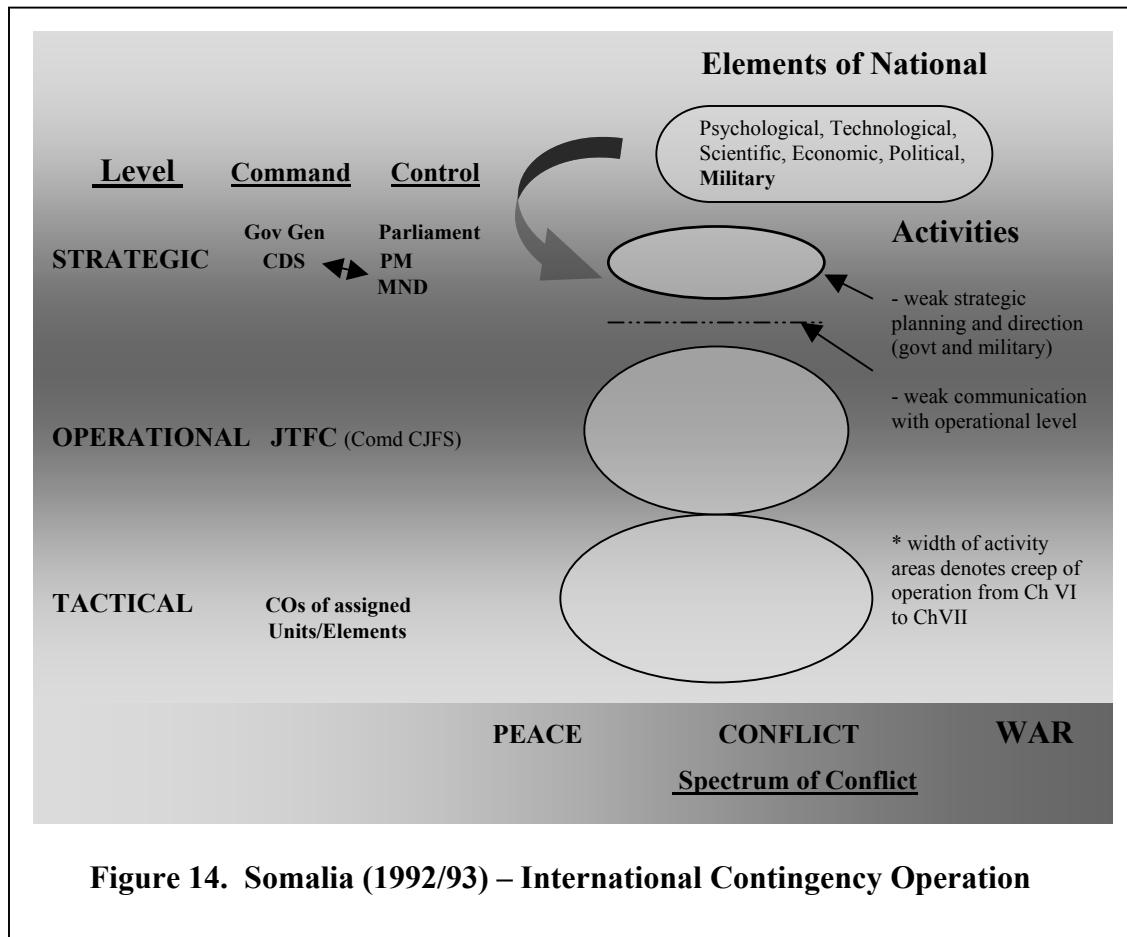 Elements of National
Psychological, Technological,
Scientific, Economic, Political,
Military
Level Command Control
Gov Gen Parliament
STRATEGIC CDS PM
MND
Activities
- weak strategic
planning and direction
(govt and military)
- weak communication
with operational level
OPERATIONAL JTFC (Comd CJFS)
* width of activity
areas denotes creep of
operation from Ch VI
to ChVII
TACTICAL COs of assigned
Units/Elements
PEACE CONFLICT WAR
Spectrum of Conflict
Figure 14. Somalia (1992/93) – International Contingency Operation